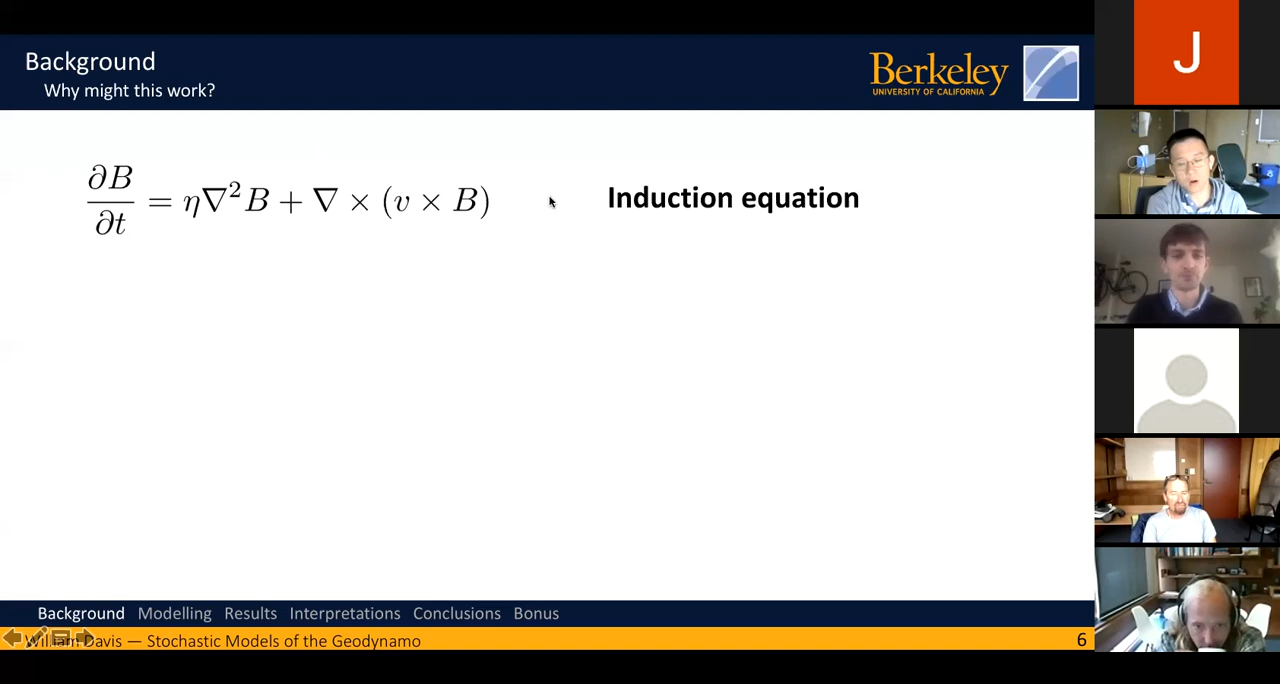 Background
Why might this work?
Berkeley
UNIVERSITY OF CALIFORNIA
J
∂B/∂t = η∇²B + ∇ × (v × B)
Induction equation
Background Modelling Results Interpretations Conclusions Bonus
William Davis — Stochastic Models of the Geodynamo
6